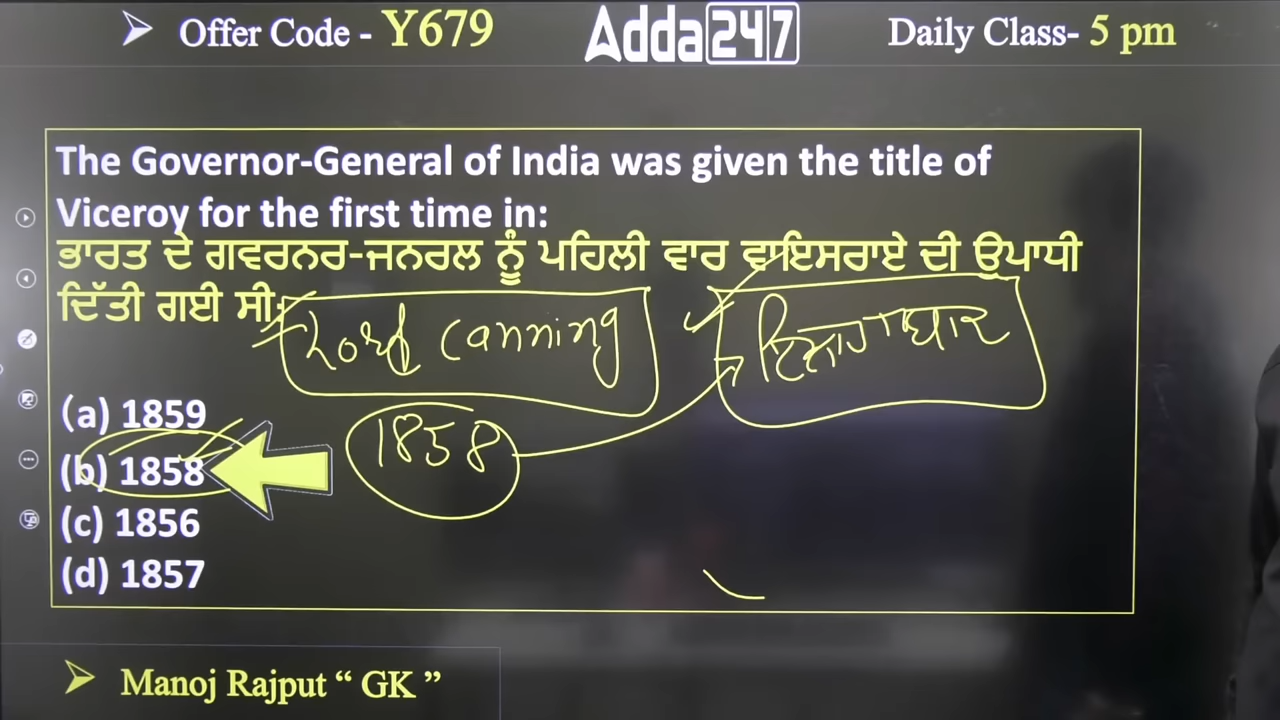 Offer Code - Y679
Adda247
Daily Class- 5 pm
The Governor-General of India was given the title of
Viceroy for the first time in:
ਭਾਰਤ ਦੇ ਗਵਰਨਰ-ਜਨਰਲ ਨੂੰ ਪਹਿਲੀ ਵਾਰ ਵਾਇਸਰਾਏ ਦੀ ਉਪਾਧੀ
ਦਿੱਤੀ ਗਈ ਸੀ:
Lord Canning
(a) 1859
1858
(b) 1858
(c) 1856
(d) 1857
Manoj Rajput “ GK ”